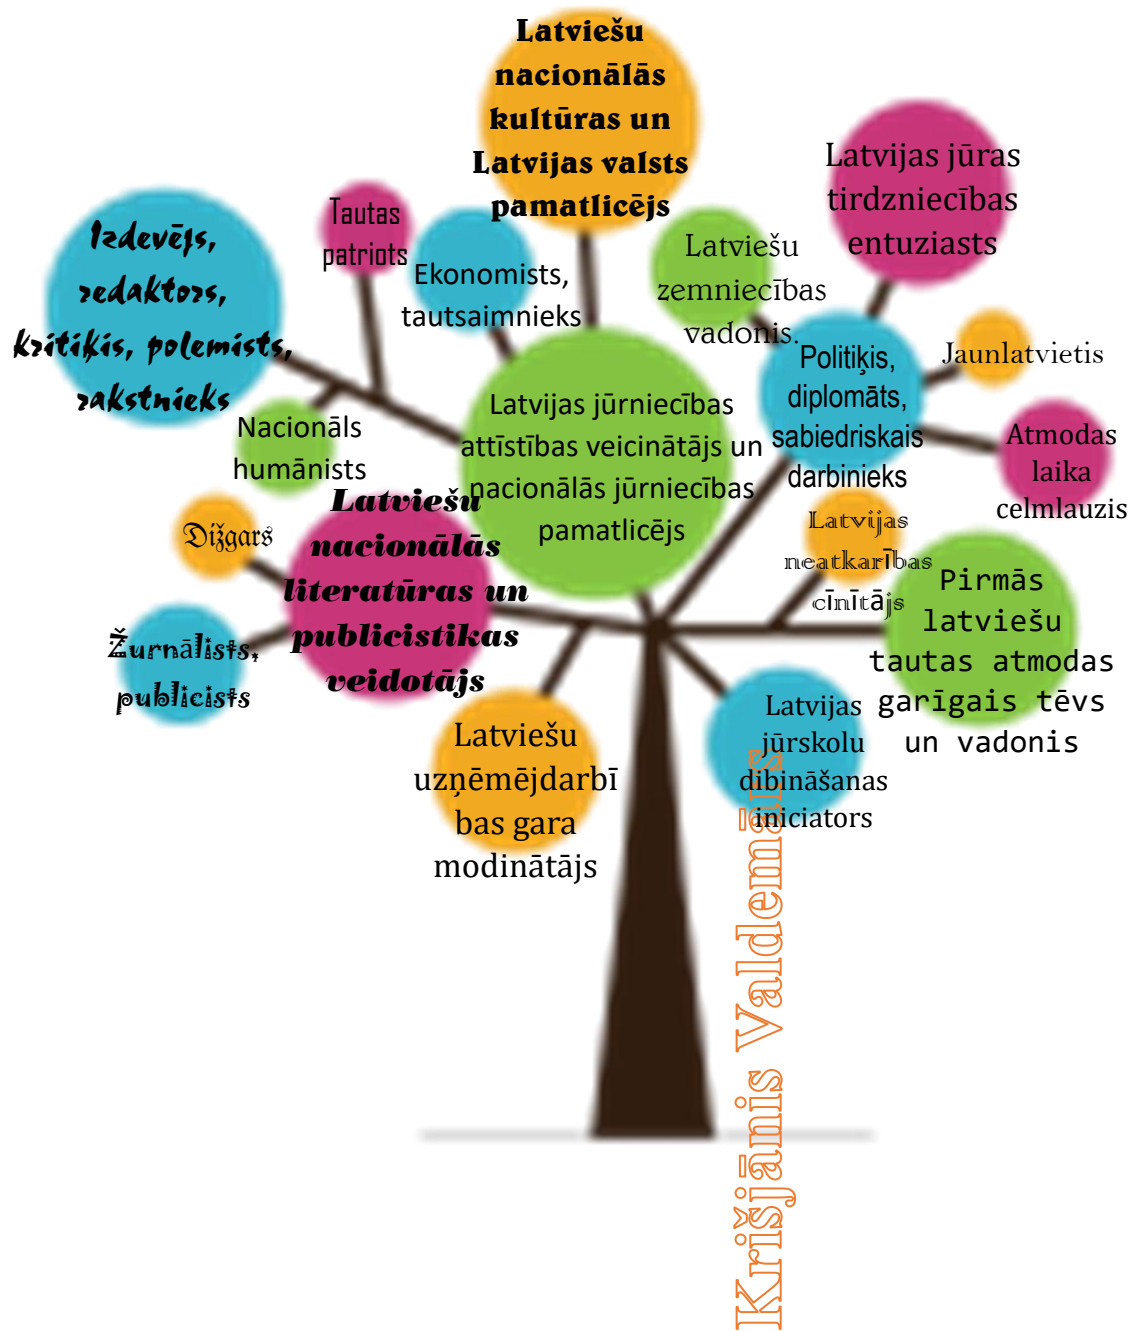 Latviešu
nacionālās
kultūras un
Latvijas valsts
pamatlicējs
Latvijas jūras
tirdzniecības
entuziasts
Tautas
patriots
Izdevējs,
redaktors,
kritiķis, polemists,
rakstnieks
Ekonomists,
tautsaimnieks
Latviešu
zemniecības
vadonis.
Jaunlatvietis
Politiķis,
diplomāts,
sabiedriskais
darbinieks
Latvijas jūrniecības
attīstības veicinātājs un
nacionālās jūrniecības
pamatlicējs
Nacionāls
humānists
Atmodas
laika
celmlauzis
Latviešu
nacionālās
literatūras un
publicistikas
veidotājs
Dižgars
Latvijas
neatkarības
cīnītājs
Pirmās
latviešu
tautas atmodas
garīgais tēvs
un vadonis
Žurnālists,
publicists
Latviešu
uzņēmējdarbī
bas gara
modinātājs
Latvijas
jūrskolu
dibināšanas
iniciators
Krišjānis Valdemārs